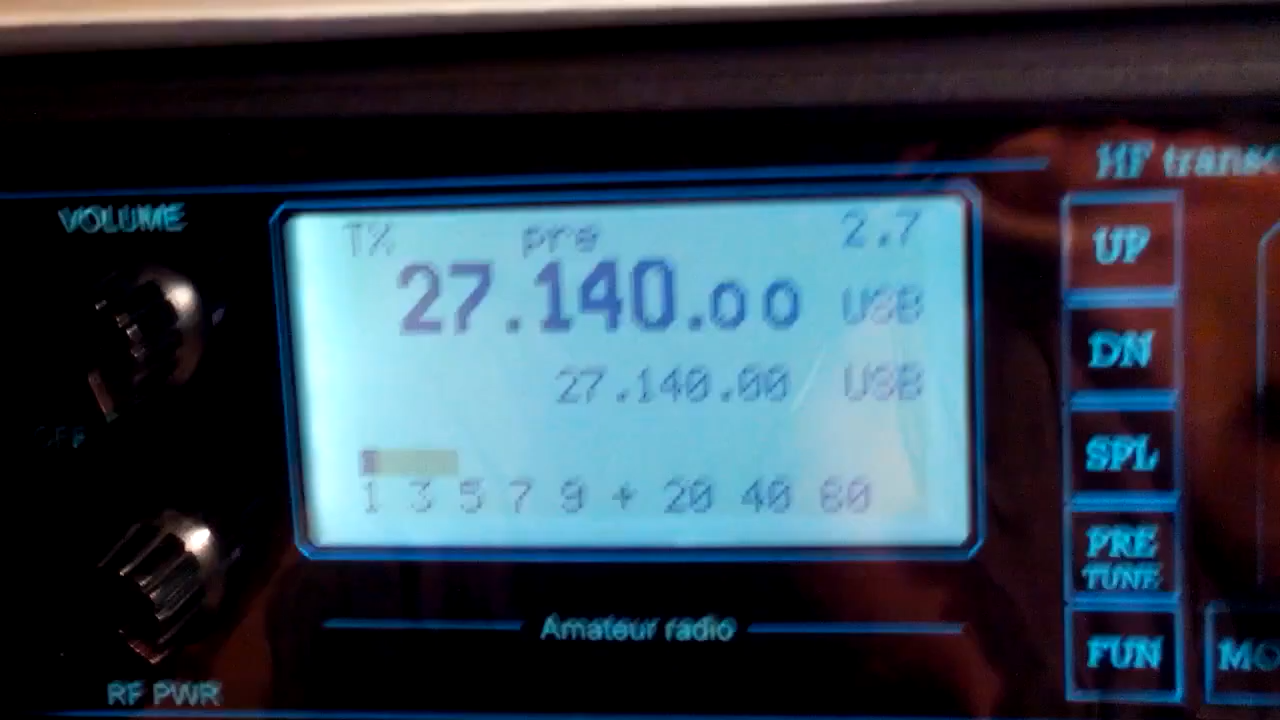 HF transc
VOLUME
TX pre 2.7
27.140.00 USB
27.140.00 USB
1 3 5 7 9 + 20 40 60
UP
DN
SPL
PRE
TUNE
FUN
MO
Amateur radio
RF PWR